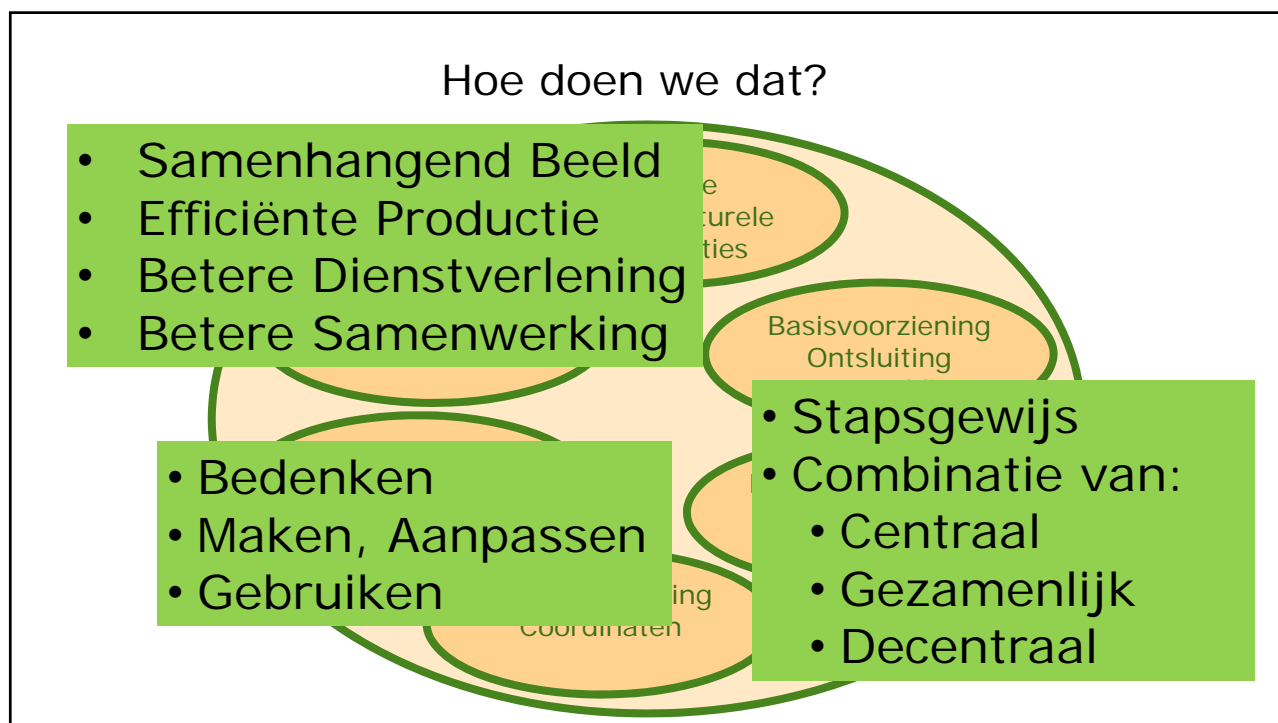 Hoe doen we dat?
• Samenhangend Beeld
• Efficiënte Productie
• Betere Dienstverlening
• Betere Samenwerking
Basisvoorziening
Ontsluiting
• Bedenken
• Maken, Aanpassen
• Gebruiken
• Stapsgewijs
• Combinatie van:
• Centraal
• Gezamenlijk
• Decentraal
Coördinaten